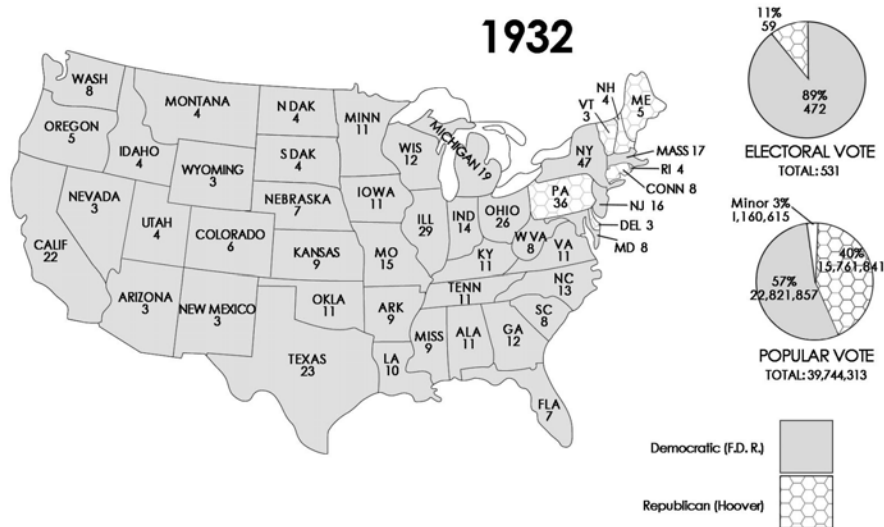 1932
WASH
8
OREGON
5
CALIF
22
NEVADA
3
IDAHO
4
MONTANA
4
WYOMING
3
UTAH
4
COLORADO
6
ARIZONA
3
NEW MEXICO
3
N DAK
4
S DAK
4
NEBRASKA
7
KANSAS
9
OKLA
11
TEXAS
23
MINN
11
IOWA
11
MO
15
ARK
9
LA
10
WIS
12
ILL
29
MICHIGAN 19
IND
14
OHIO
26
KY
11
TENN
11
MISS
9
ALA
11
GA
12
FLA
7
SC
8
NC
13
VA
11
W VA
8
PA
36
NY
47
VT
3
NH
4
ME
5
MASS 17
RI 4
CONN 8
NJ 16
DEL 3
MD 8
11%
59
89%
472
ELECTORAL VOTE
TOTAL: 531
Minor 3%
1,160,615
40%
15,761,841
57%
22,821,857
POPULAR VOTE
TOTAL: 39,744,313
Democratic (F.D. R.)
Republican (Hoover)